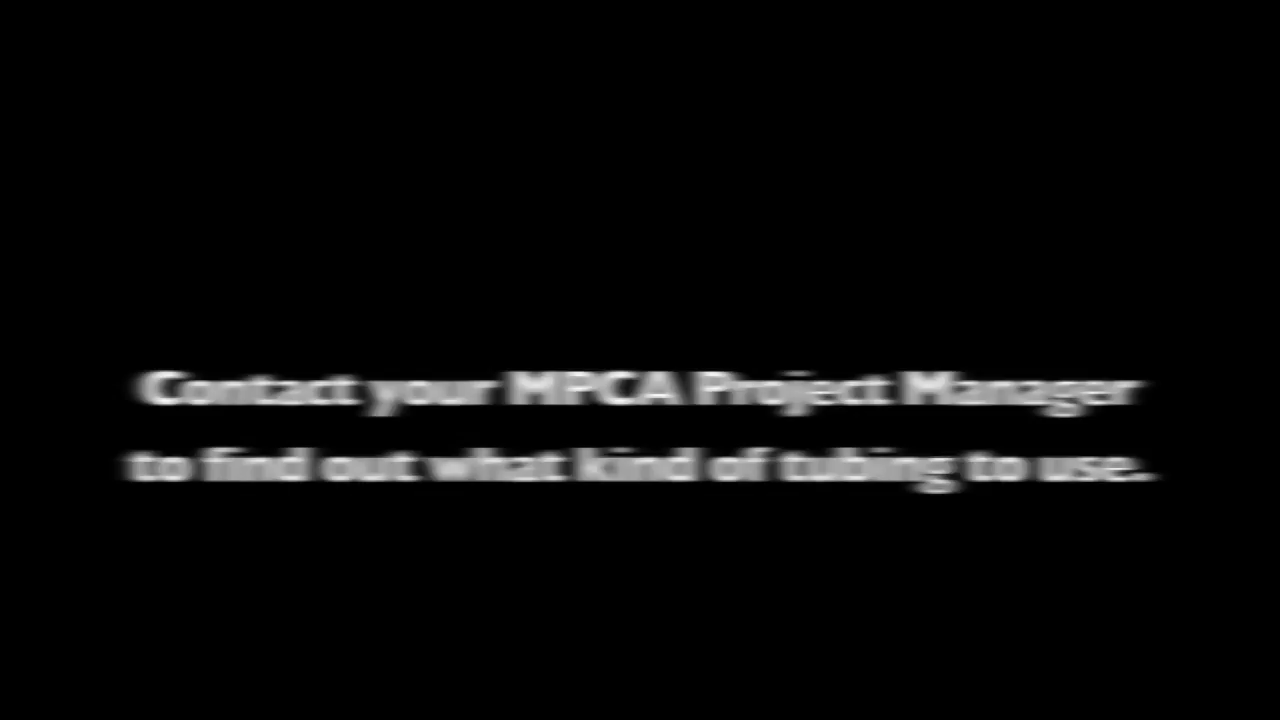 Contact your MPCA Project Manager
to find out what kind of tubing to use.